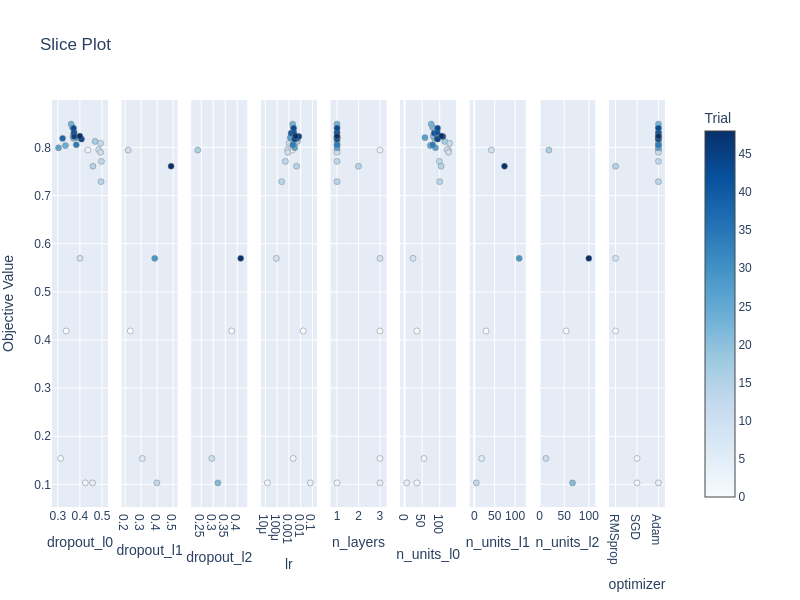 Slice Plot
Trial
Objective Value
0.8
0.7
0.6
0.5
0.4
0.3
0.2
0.1
0.3 0.4 0.5
dropout_l0
0.2 0.3 0.4 0.5
dropout_l1
0.25 0.3 0.35 0.4
dropout_l2
10μ 100μ 0.001 0.01 0.1
lr
1 2 3
n_layers
0 50 100
n_units_l0
0 50 100
n_units_l1
0 50 100
n_units_l2
RMSprop SGD Adam
optimizer
45
40
35
30
25
20
15
10
5
0